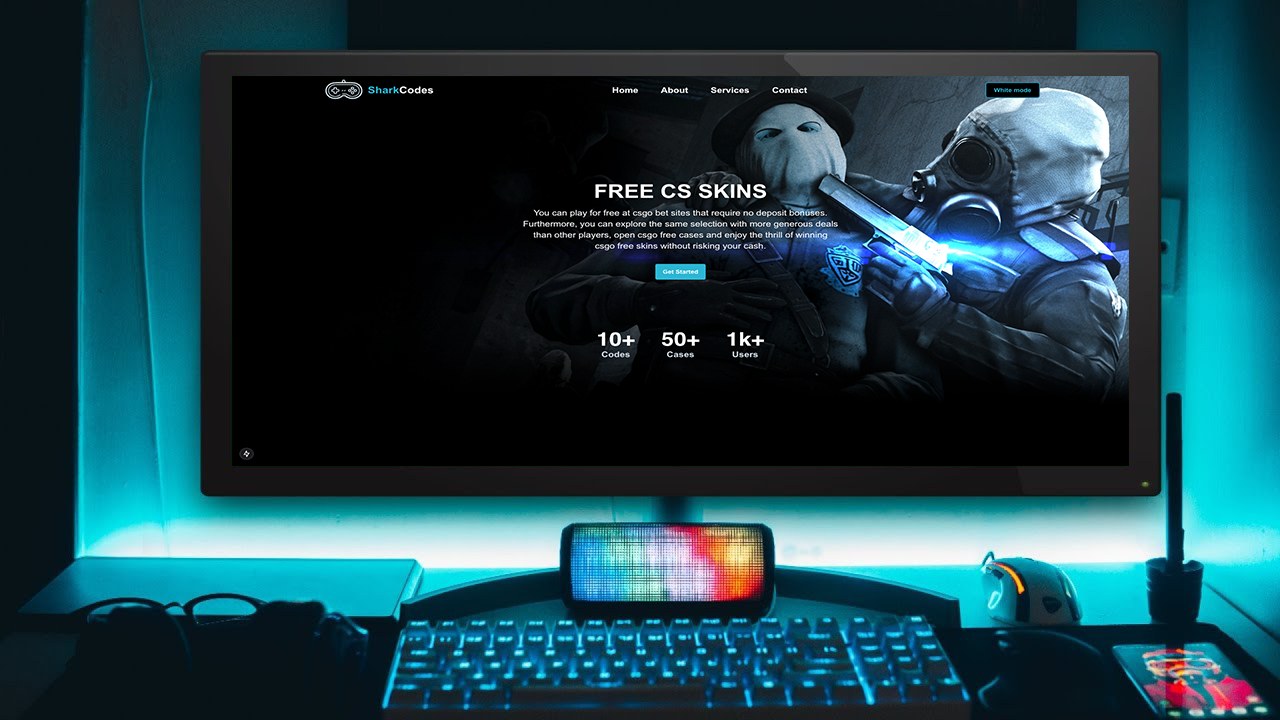 SharkCodes
Home About Services Contact
White mode
FREE CS SKINS
You can play for free at csgo bet sites that require no deposit bonuses.
Furthermore, you can explore the same selection with more generous deals
than other players, open csgo free cases and enjoy the thrill of winning
csgo free skins without risking your cash.
Get Started
10+ 50+ 1k+
Codes Cases Users